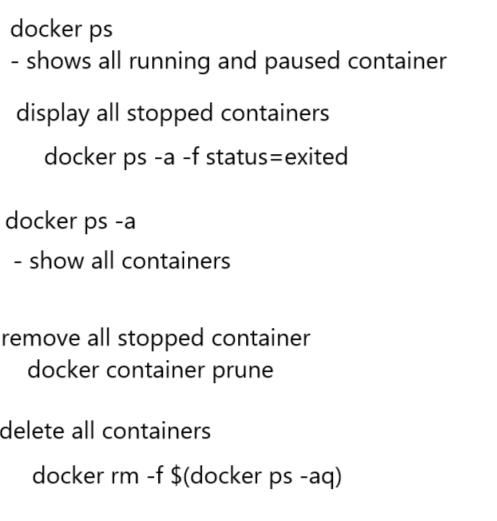 docker ps
- shows all running and paused container
display all stopped containers
docker ps -a -f status=exited
docker ps -a
- show all containers
remove all stopped container
docker container prune
delete all containers
docker rm -f $(docker ps -aq)